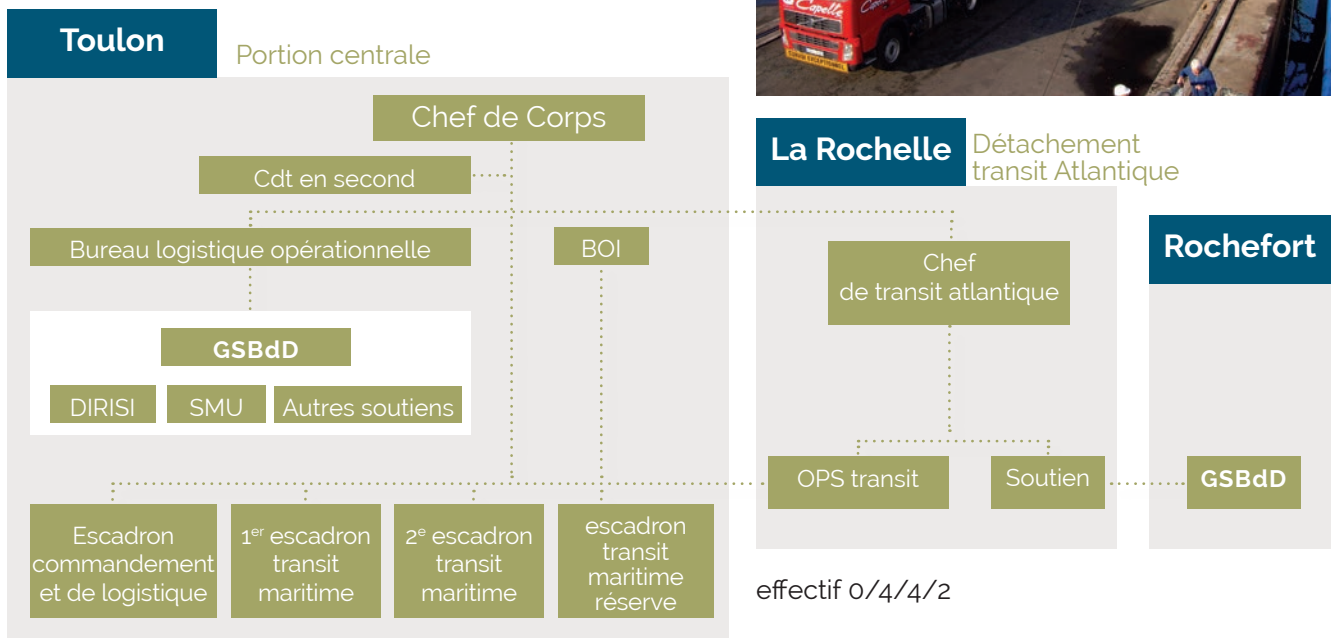 Toulon
Portion centrale
Chef de Corps
Cdt en second
Bureau logistique opérationnelle
BOI
GSBdD
DIRISI
SMU
Autres soutiens
Escadron
commandement
et de logistique
1er escadron
transit
maritime
2e escadron
transit
maritime
escadron
transit
maritime
réserve
Capelle
La Rochelle
Détachement
transit Atlantique
Chef
de transit atlantique
OPS transit
Soutien
effectif 0/4/4/2
Rochefort
GSBdD